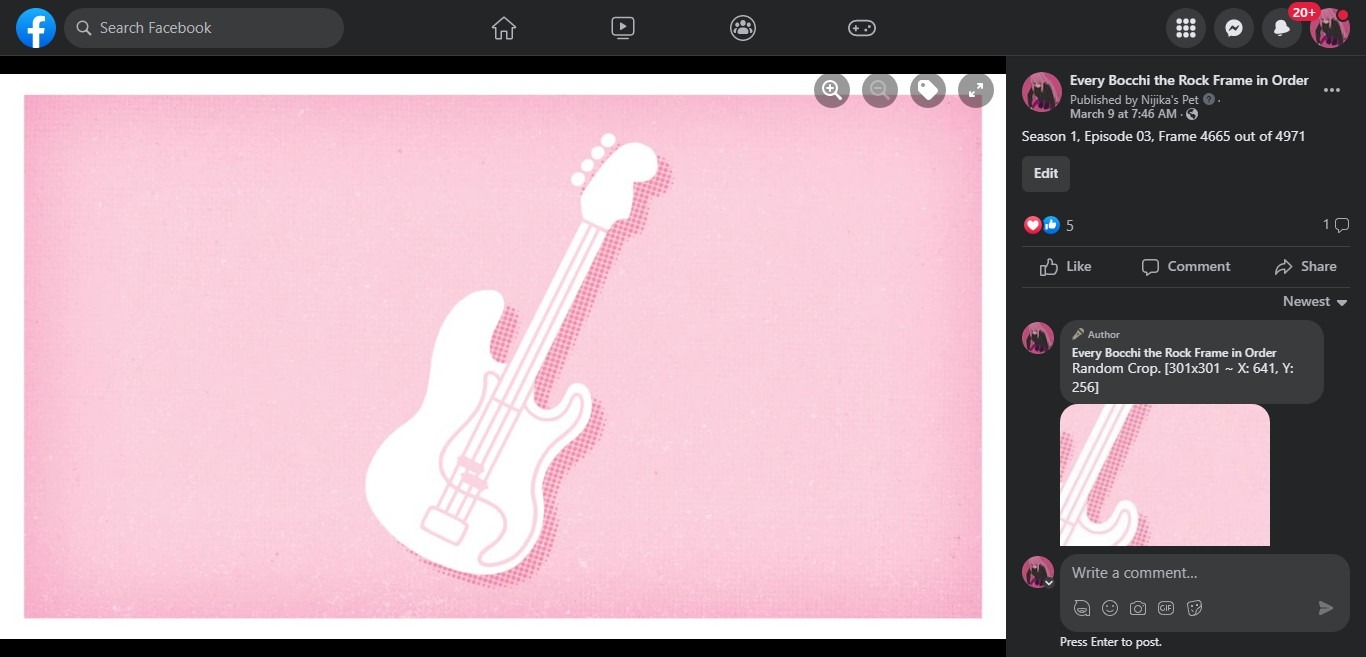 Search Facebook
20+
Every Bocchi the Rock Frame in Order
Published by Nijika's Pet ·
March 9 at 7:46 AM ·
Season 1, Episode 03, Frame 4665 out of 4971
Edit
5
1
Like
Comment
Share
Newest
Author
Every Bocchi the Rock Frame in Order
Random Crop. [301x301 ~ X: 641, Y:
256]
Write a comment...
GIF
Press Enter to post.